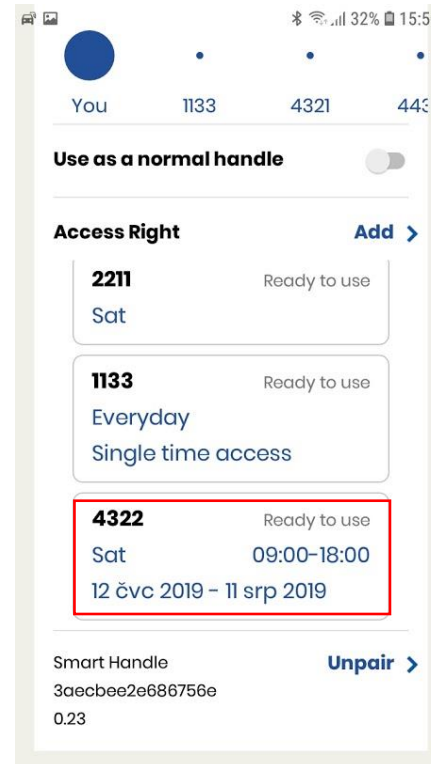 32% 15:5
You 1133 4321 443
Use as a normal handle
Access Right Add >
2211 Ready to use
Sat
1133 Ready to use
Everyday
Single time access
4322 Ready to use
Sat 09:00-18:00
12 čvc 2019 - 11 srp 2019
Smart Handle Unpair >
3aecbee2e686756e
0.23